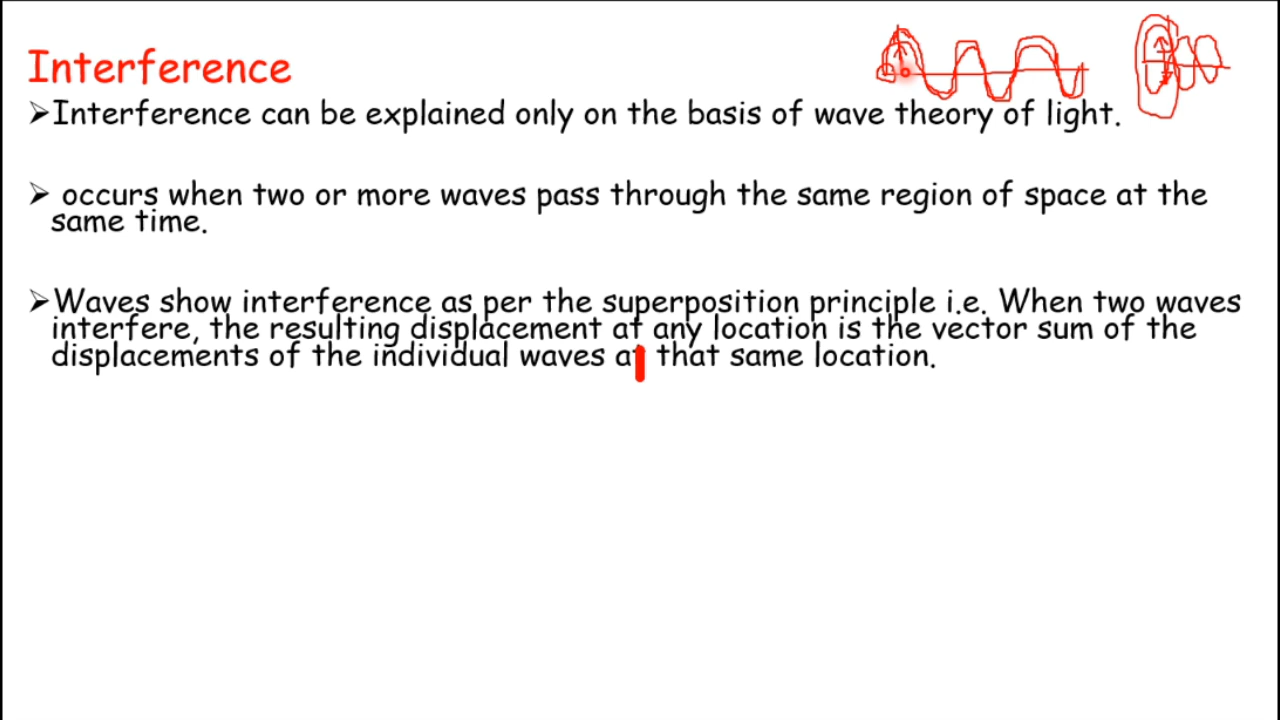 Interference
➢Interference can be explained only on the basis of wave theory of light.
➢ occurs when two or more waves pass through the same region of space at the
same time.
➢Waves show interference as per the superposition principle i.e. When two waves
interfere, the resulting displacement at any location is the vector sum of the
displacements of the individual waves at that same location.